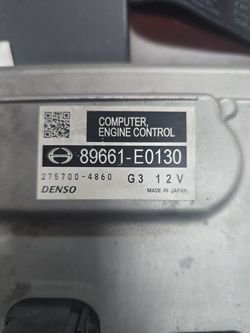 COMPUTER,
ENGINE CONTROL
89661-E0130
275700-4860 G3 12V
DENSO MADE IN JAPAN